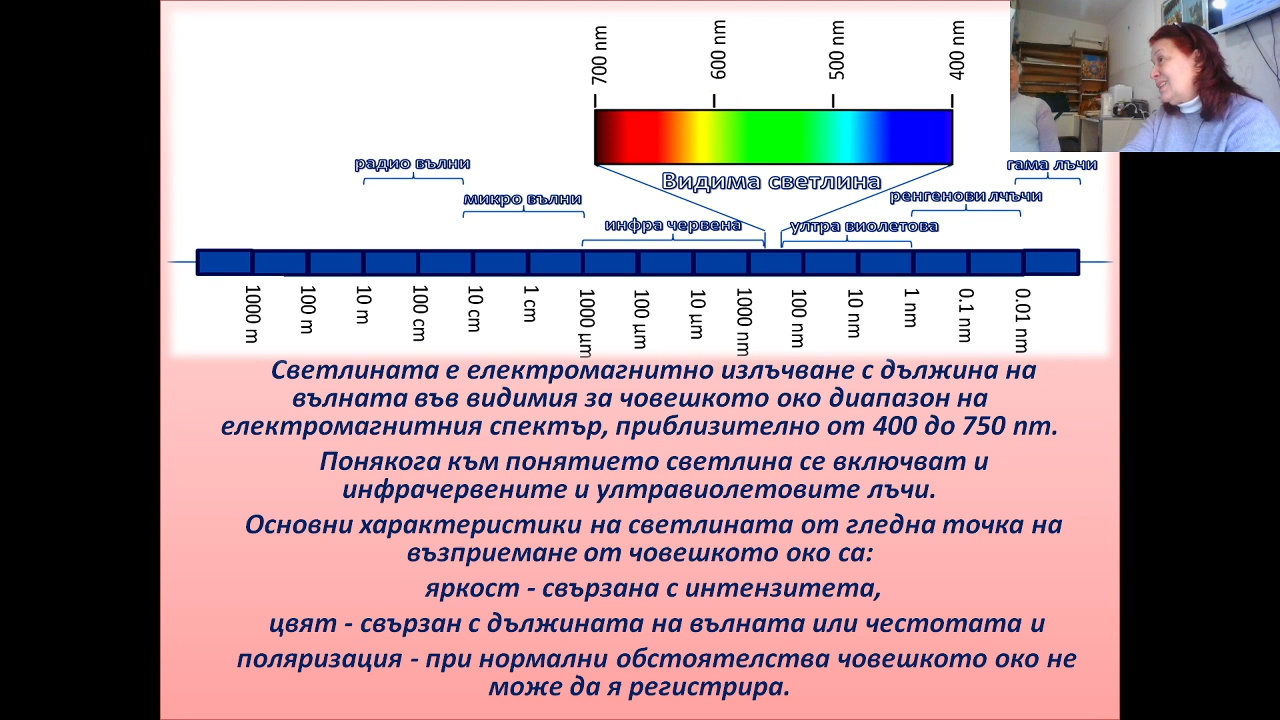 700 nm
600 nm
500 nm
400 nm
Видима светлина
радио вълни
микро вълни
инфра червена
ултра виолетова
ренгенови лчъчи
гама лъчи
1000 m
100 m
10 m
100 cm
10 cm
1 cm
1000 µm
100 µm
10 µm
1000 nm
100 nm
10 nm
1 nm
0.1 nm
0.01 nm
Светлината е електромагнитно излъчване с дължина на
вълната във видимия за човешкото око диапазон на
електромагнитния спектър, приблизително от 400 до 750 nm.
Понякога към понятието светлина се включват и
инфрачервените и ултравиолетовите лъчи.
Основни характеристики на светлината от гледна точка на
възприемане от човешкото око са:
яркост - свързана с интензитета,
цвят - свързан с дължината на вълната или честотата и
поляризация - при нормални обстоятелства човешкото око не
може да я регистрира.